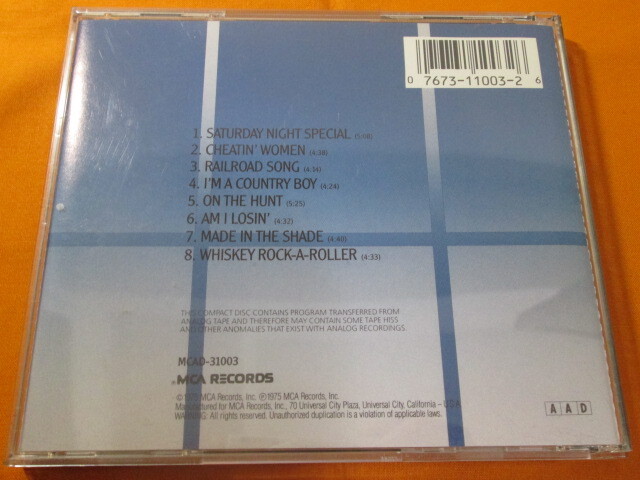 0 7673-11003-2 6
1. SATURDAY NIGHT SPECIAL (5:08)
2. CHEATIN' WOMEN (4:38)
3. RAILROAD SONG (4:14)
4. I'M A COUNTRY BOY (4:24)
5. ON THE HUNT (5:25)
6. AM I LOSIN' (4:32)
7. MADE IN THE SHADE (4:40)
8. WHISKEY ROCK-A-ROLLER (4:33)
THIS COMPACT DISC CONTAINS PROGRAM TRANSFERRED FROM
ANALOG TAPE AND THEREFORE MAY CONTAIN SOME TAPE HISS
AND OTHER ANOMALIES THAT EXIST WITH ANALOG RECORDINGS.
MCAD-31003
MCA RECORDS
© 1975 MCA Records, Inc. ℗1975 MCA Records, Inc.
Manufactured for MCA Records, Inc., 70 Universal City Plaza, Universal City, California – U.S.A
WARNING: All rights reserved. Unauthorized duplication is a violation of applicable laws.
A A D